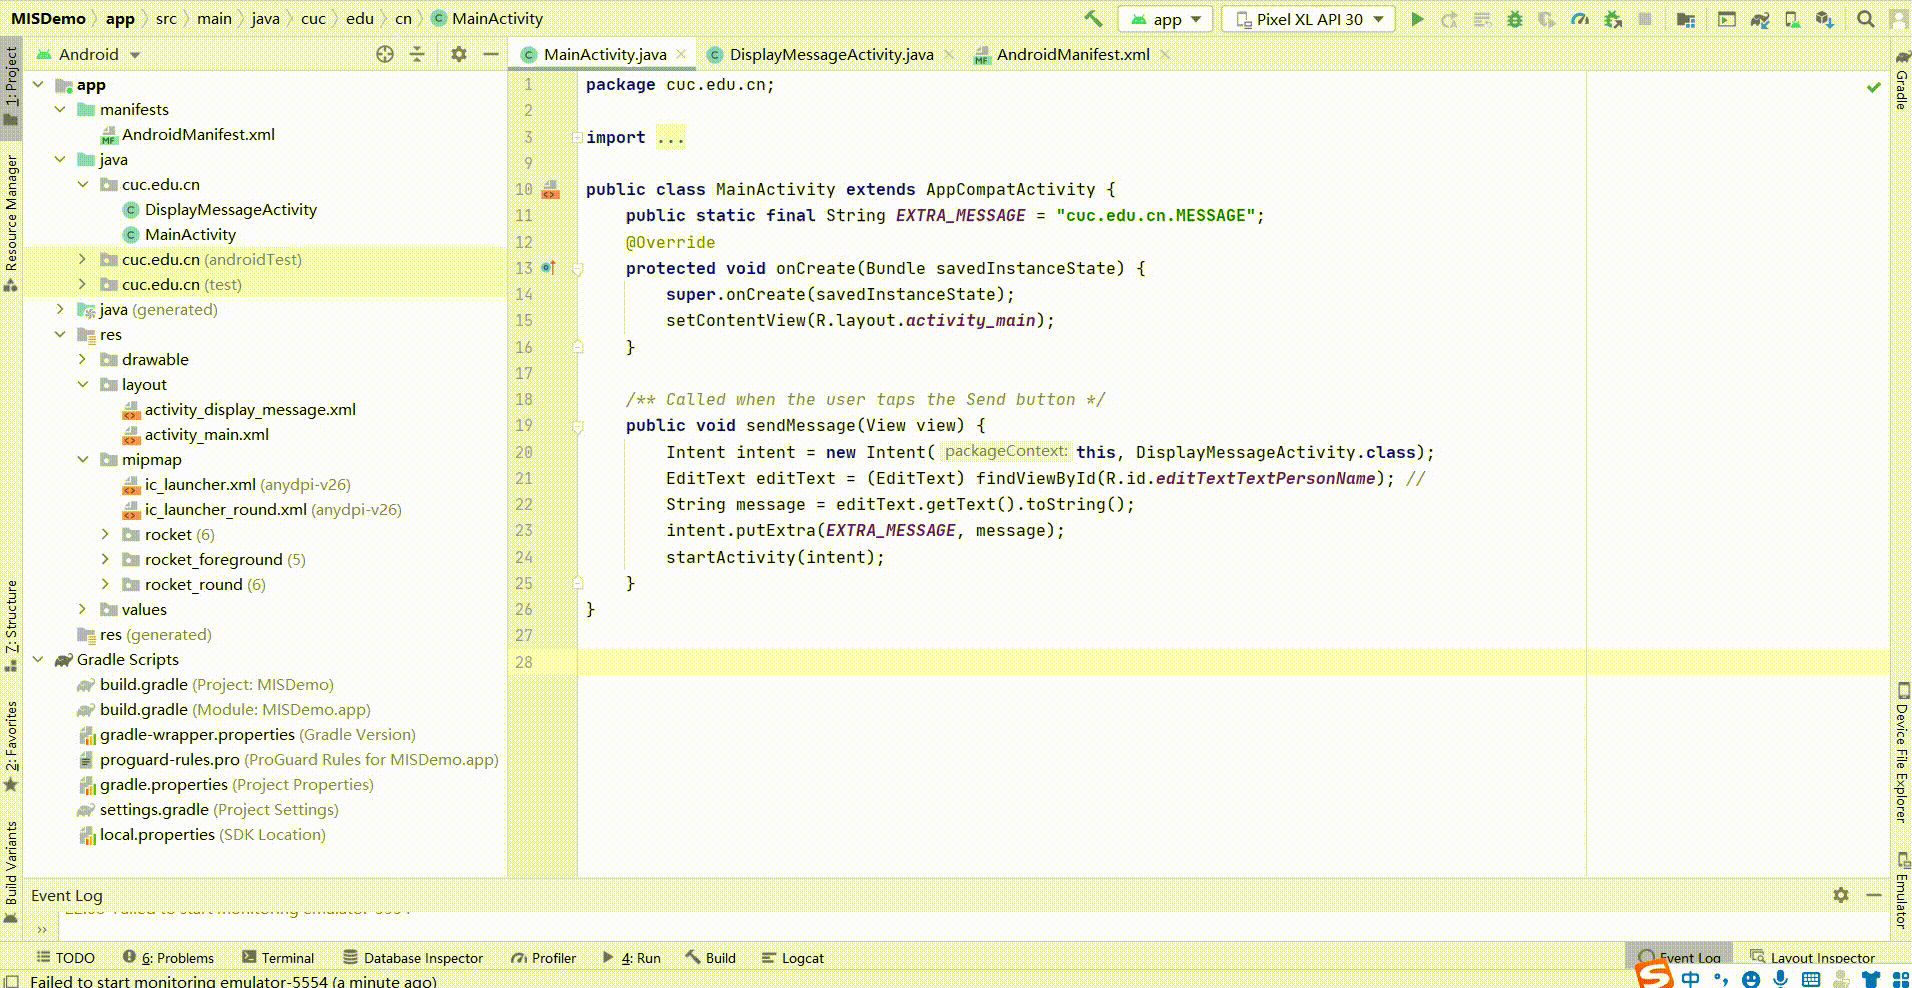 MISDemo app src main java cuc edu cn MainActivity
app Pixel XL API 30
Android
MainActivity.java DisplayMessageActivity.java AndroidManifest.xml
1: Project
Resource Manager
7: Structure
2: Favorites
Build Variants
app
manifests
AndroidManifest.xml
java
cuc.edu.cn
DisplayMessageActivity
MainActivity
cuc.edu.cn (androidTest)
cuc.edu.cn (test)
java (generated)
res
drawable
layout
activity_display_message.xml
activity_main.xml
mipmap
ic_launcher.xml (anydpi-v26)
ic_launcher_round.xml (anydpi-v26)
rocket (6)
rocket_foreground (5)
rocket_round (6)
values
res (generated)
Gradle Scripts
build.gradle (Project: MISDemo)
build.gradle (Module: MISDemo.app)
gradle-wrapper.properties (Gradle Version)
proguard-rules.pro (ProGuard Rules for MISDemo.app)
gradle.properties (Project Properties)
settings.gradle (Project Settings)
local.properties (SDK Location)
1 package cuc.edu.cn;
2
3 import ...
9
10 public class MainActivity extends AppCompatActivity {
11 public static final String EXTRA_MESSAGE = "cuc.edu.cn.MESSAGE";
12 @Override
13 protected void onCreate(Bundle savedInstanceState) {
14 super.onCreate(savedInstanceState);
15 setContentView(R.layout.activity_main);
16 }
17
18 /** Called when the user taps the Send button */
19 public void sendMessage(View view) {
20 Intent intent = new Intent( packageContext: this, DisplayMessageActivity.class);
21 EditText editText = (EditText) findViewById(R.id.editTextTextPersonName); //
22 String message = editText.getText().toString();
23 intent.putExtra(EXTRA_MESSAGE, message);
24 startActivity(intent);
25 }
26 }
27
28
Gradle
Device File Explorer
Emulator
Event Log
Failed to start monitoring emulator-5554
TODO 6: Problems Terminal Database Inspector Profiler 4: Run Build Logcat Event Log Layout Inspector
Failed to start monitoring emulator-5554 (a minute ago)
S 中